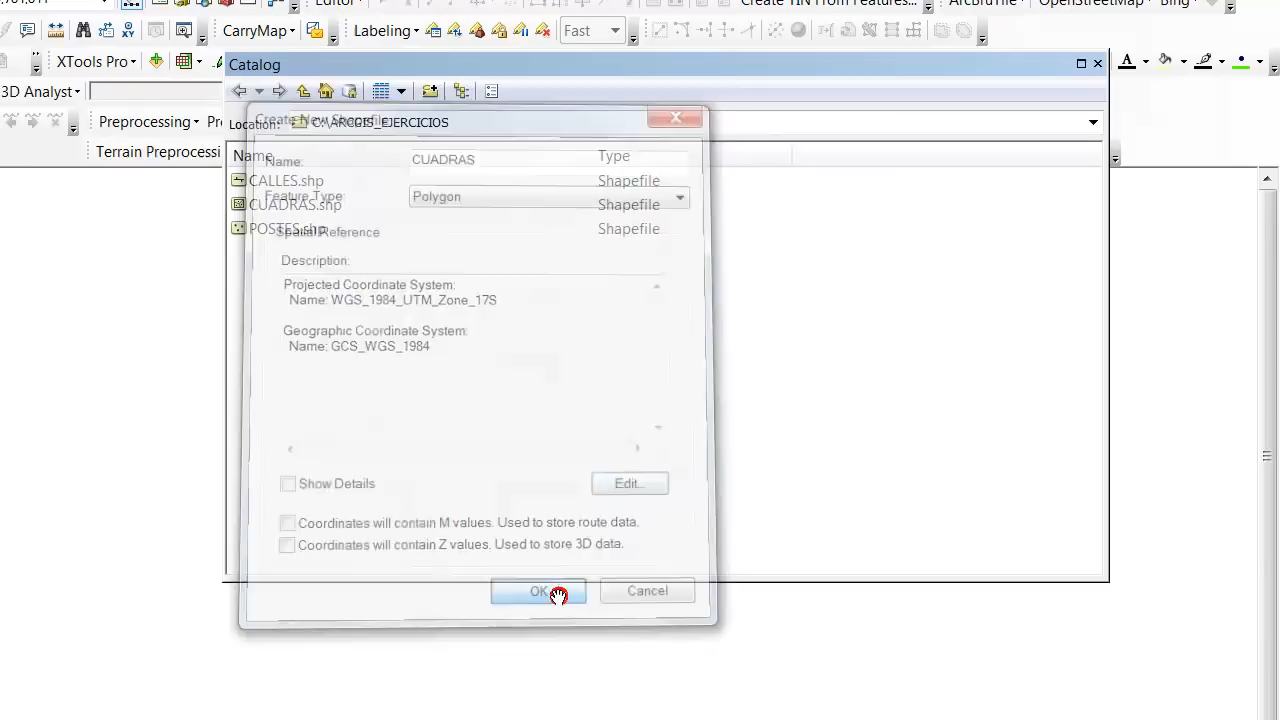 Editor
Create TIN From Features...
ArcBruTile
OpenStreetMap
Bing
CarryMap
Labeling
Fast
XTools Pro
3D Analyst
Preprocessing
Terrain Preprocessi
Catalog
Location: C:\ARCGIS_EJERCICIOS
Create New Shapefile
Name Type
CALLES.shp Shapefile
CUADRAS.shp Shapefile
POSTES.shp Shapefile
Name: CUADRAS
Feature Type: Polygon
Spatial Reference
Description:
Projected Coordinate System:
Name: WGS_1984_UTM_Zone_17S
Geographic Coordinate System:
Name: GCS_WGS_1984
Show Details
Edit...
Coordinates will contain M values. Used to store route data.
Coordinates will contain Z values. Used to store 3D data.
OK Cancel